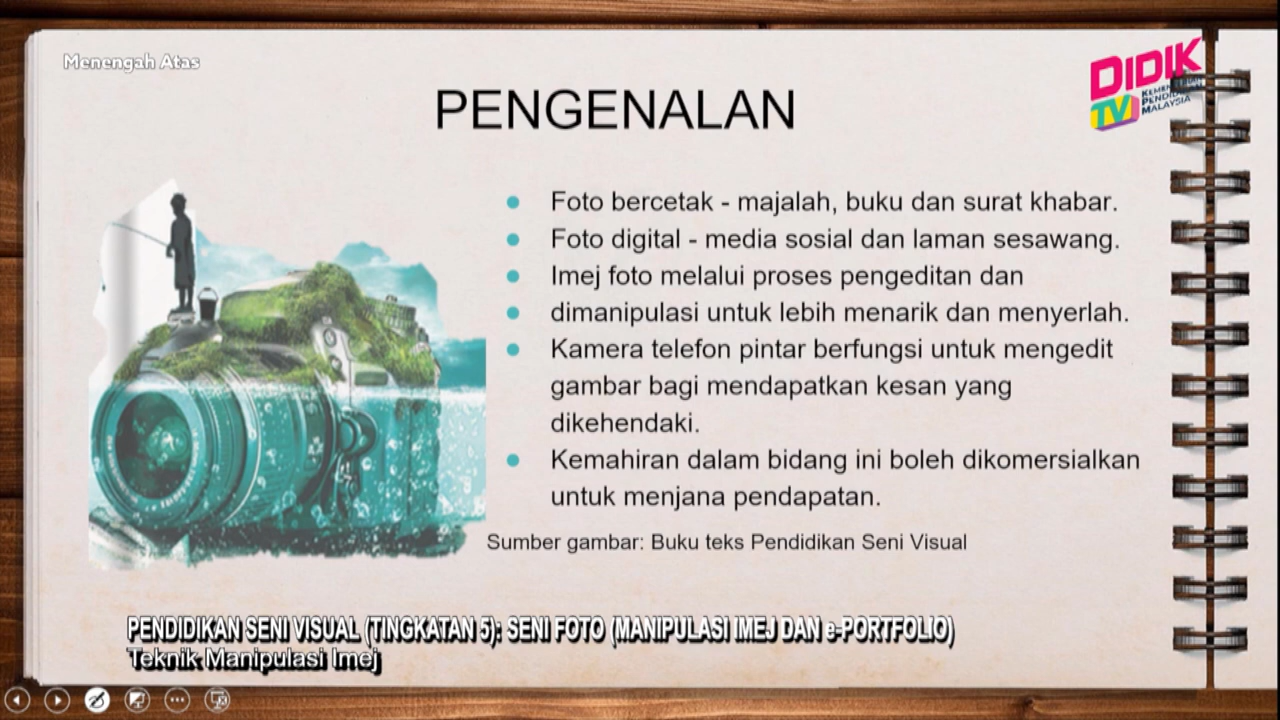 Menengah Atas
DIDIK
TV
KEMENTERIAN
PENDIDIKAN
MALAYSIA
PENGENALAN
Foto bercetak - majalah, buku dan surat khabar.
Foto digital - media sosial dan laman sesawang.
Imej foto melalui proses pengeditan dan
dimanipulasi untuk lebih menarik dan menyerlah.
Kamera telefon pintar berfungsi untuk mengedit
gambar bagi mendapatkan kesan yang
dikehendaki.
Kemahiran dalam bidang ini boleh dikomersialkan
untuk menjana pendapatan.
Sumber gambar: Buku teks Pendidikan Seni Visual
PENDIDIKAN SENI VISUAL (TINGKATAN 5): SENI FOTO (MANIPULASI IMEJ DAN e-PORTFOLIO)
Teknik Manipulasi Imej